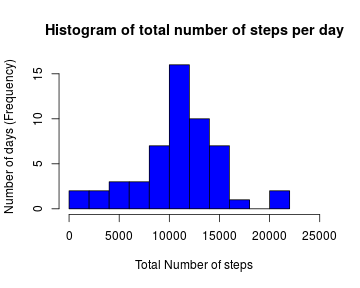 Histogram of total number of steps per day
Number of days (Frequency)
15
10
5
0
0 5000 10000 15000 20000 25000
Total Number of steps